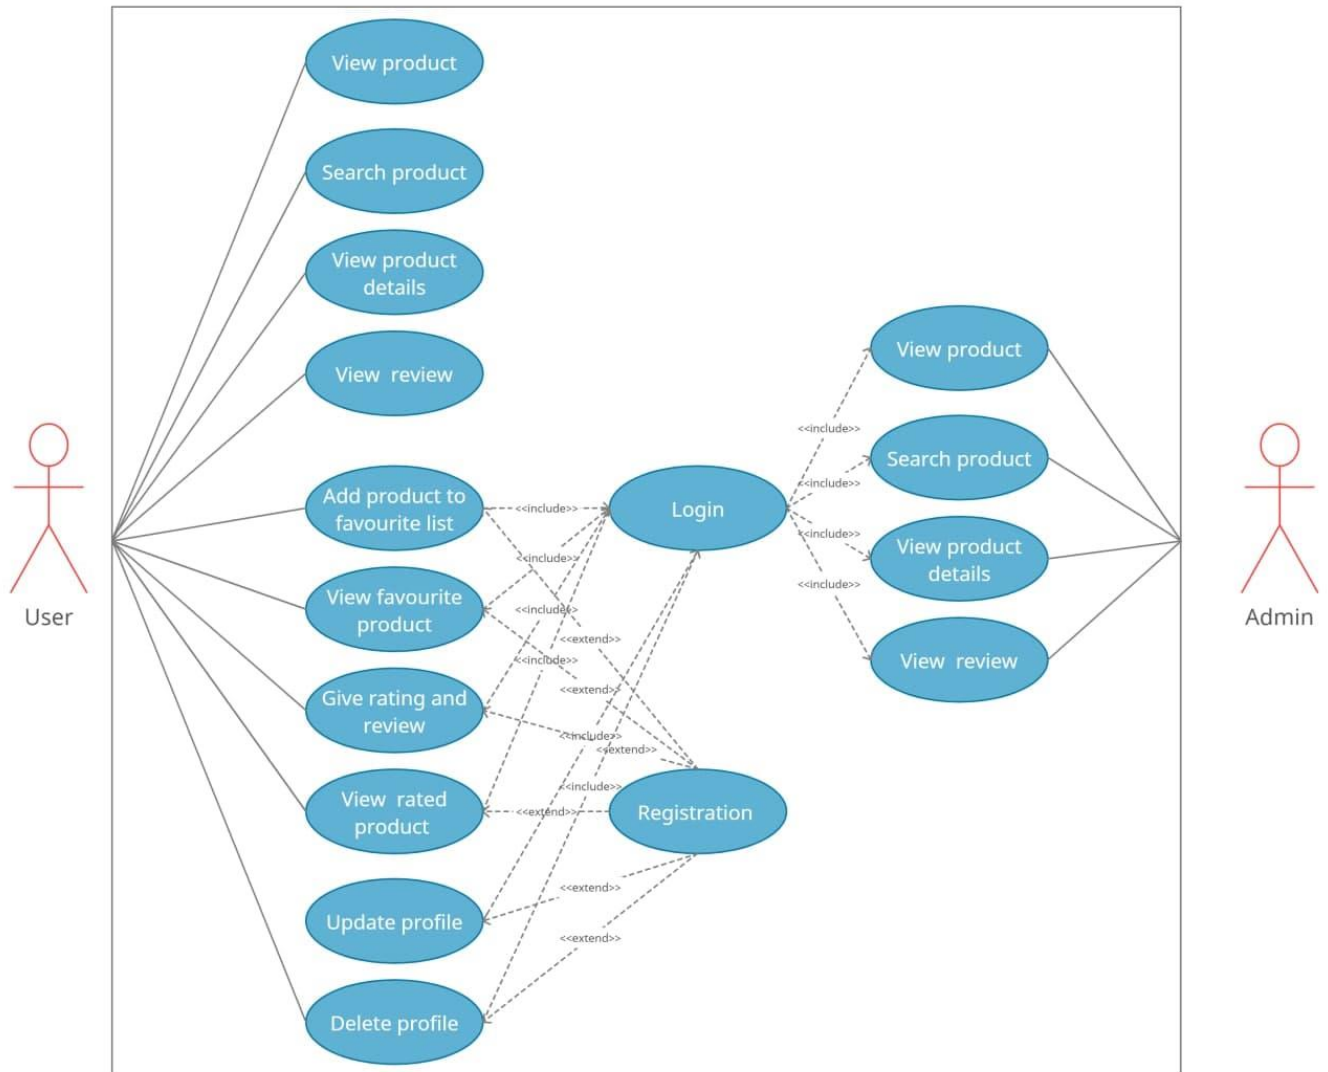 View product
Search product
View product
details
View  review
Add product to
favourite list
View favourite
product
Give rating and
review
View  rated
product
Update profile
Delete profile
User
<<include>>
<<include>>
<<include>>
<<include>>
<<include>>
<<include>>
<<extend>>
<<extend>>
<<extend>>
<<extend>>
<<extend>>
<<extend>>
Login
Registration
<<include>>
<<include>>
<<include>>
<<include>>
View product
Search product
View product
details
View  review
Admin